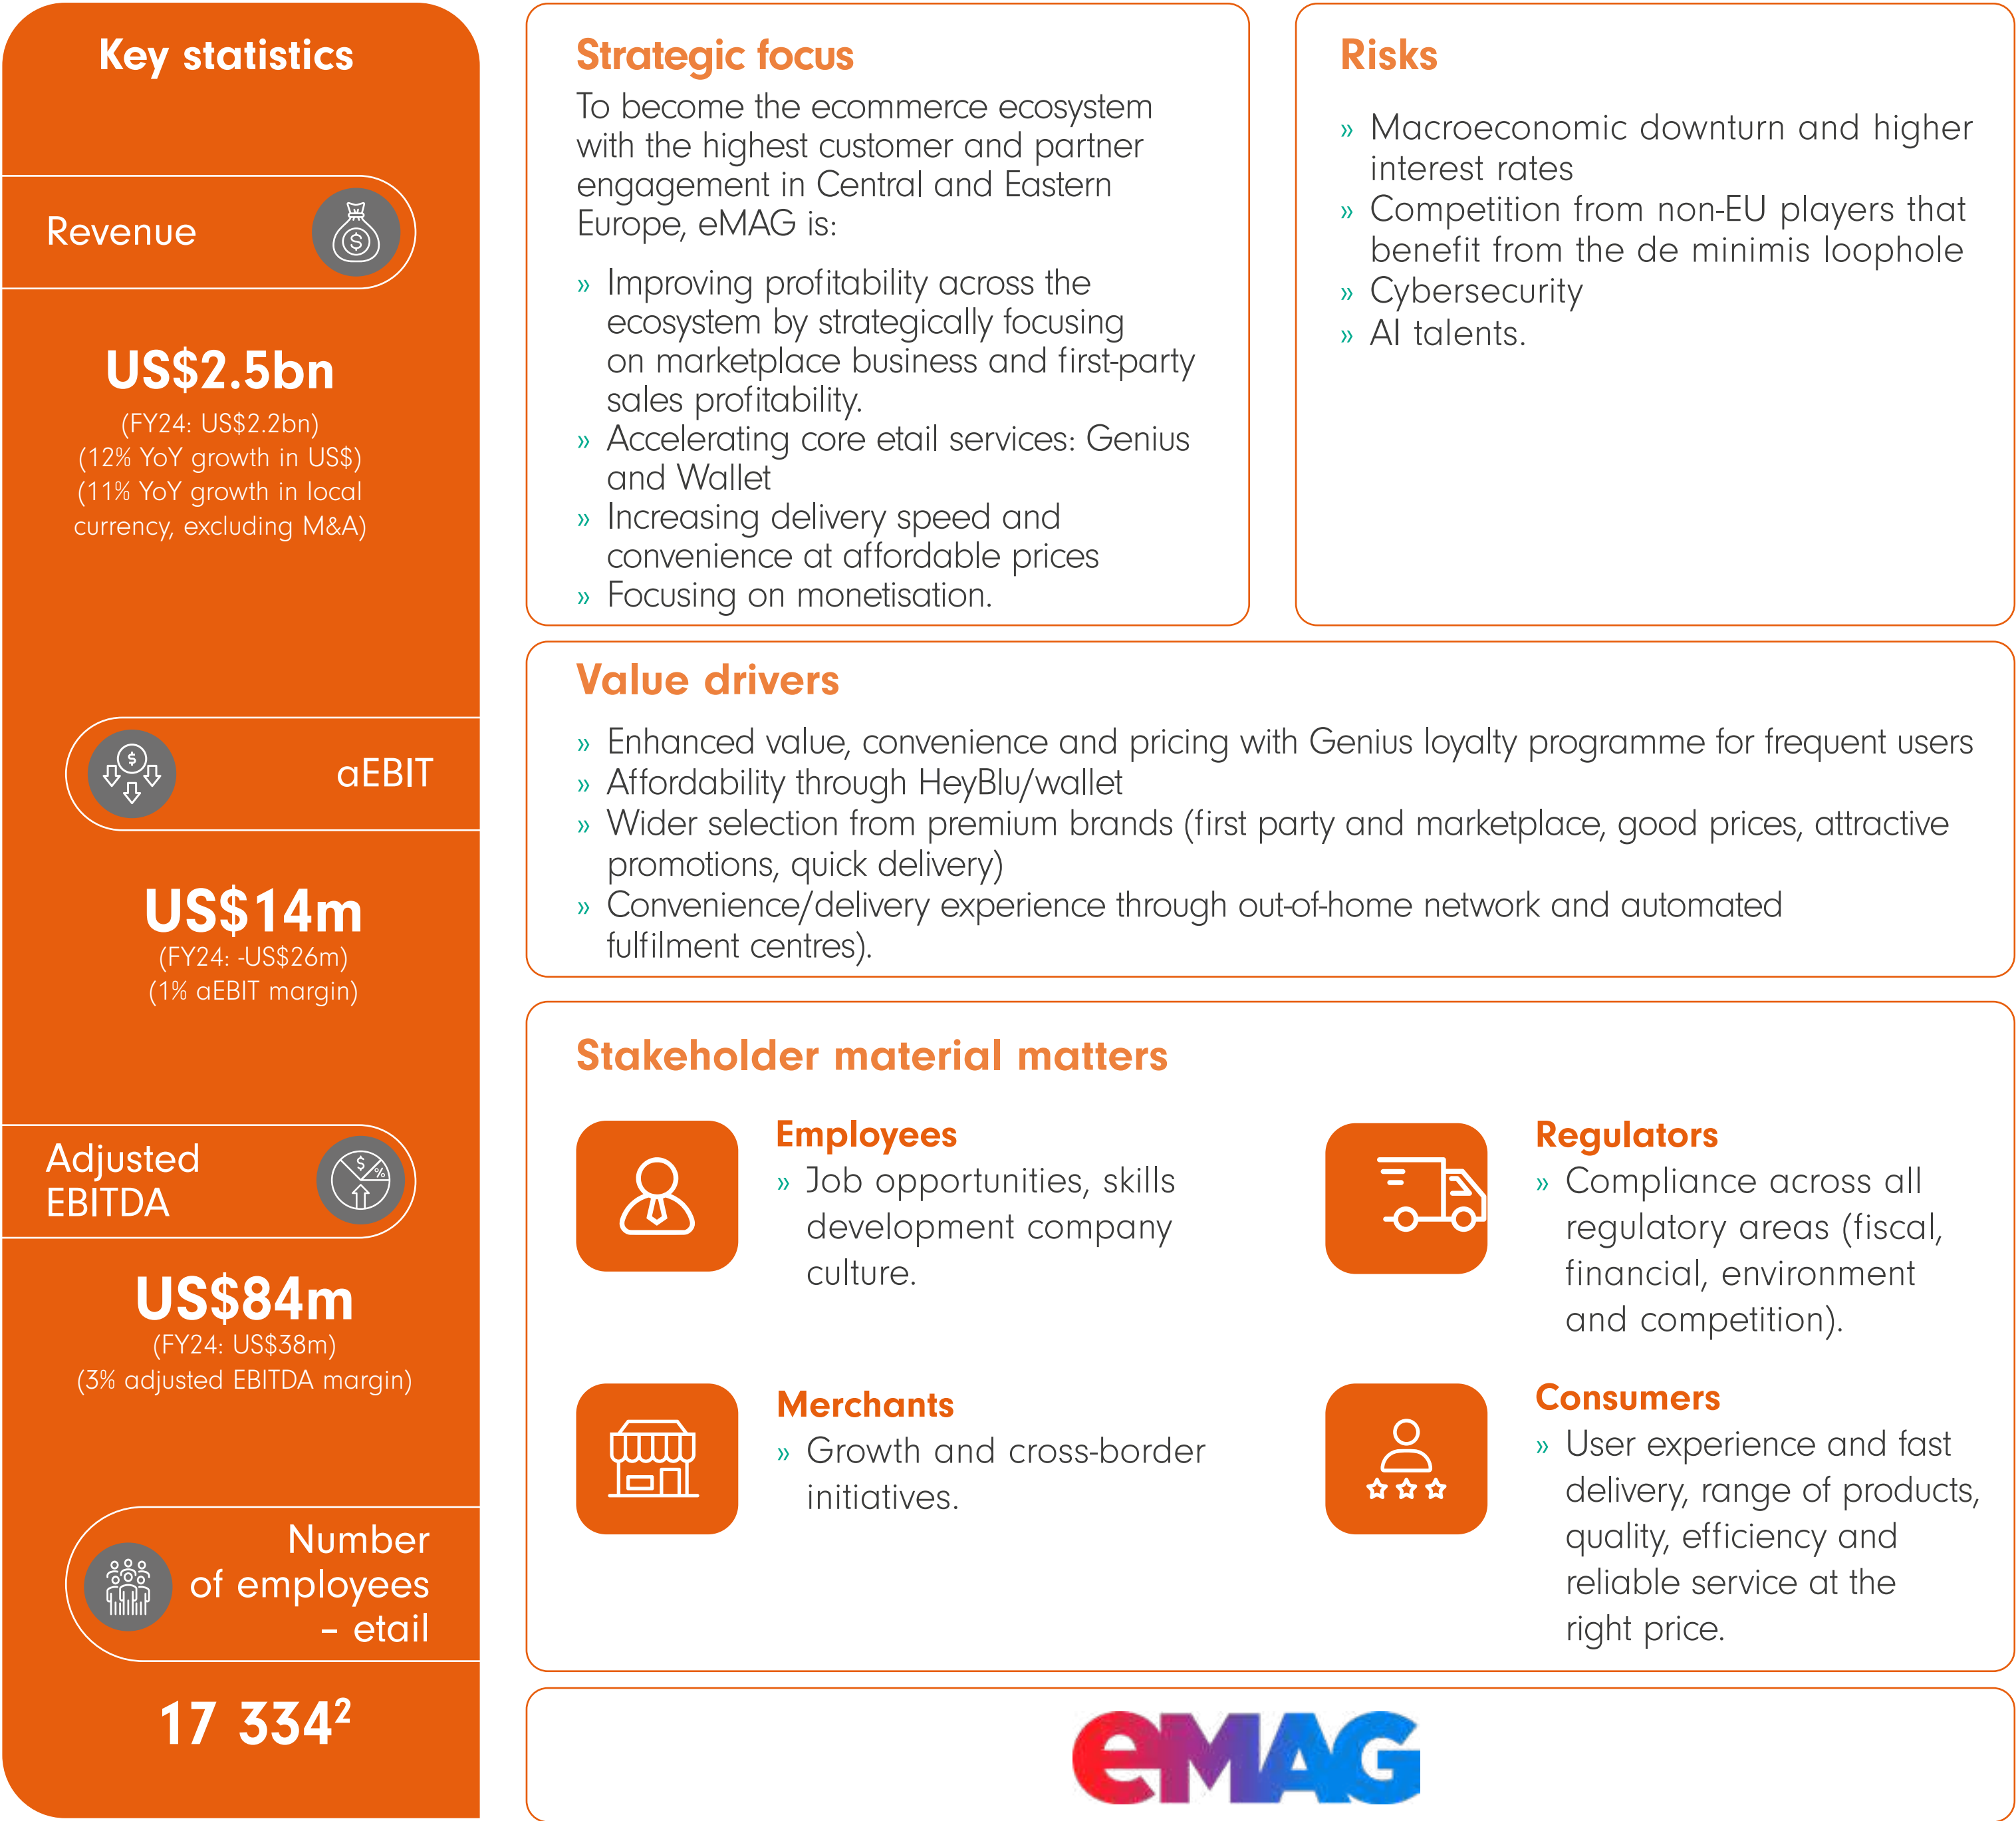 Key statistics
Revenue
US$2.5bn
(FY24: US$2.2bn)
(12% YoY growth in US$)
(11% YoY growth in local
currency, excluding M&A)
aEBIT
US$14m
(FY24: -US$26m)
(1% aEBIT margin)
Adjusted
EBITDA
US$84m
(FY24: US$38m)
(3% adjusted EBITDA margin)
Number
of employees
– etail
17 334²
Strategic focus
To become the ecommerce ecosystem
with the highest customer and partner
engagement in Central and Eastern
Europe, eMAG is:
» Improving profitability across the
ecosystem by strategically focusing
on marketplace business and first-party
sales profitability.
» Accelerating core etail services: Genius
and Wallet
» Increasing delivery speed and
convenience at affordable prices
» Focusing on monetisation.
Risks
» Macroeconomic downturn and higher
interest rates
» Competition from non-EU players that
benefit from the de minimis loophole
» Cybersecurity
» AI talents.
Value drivers
» Enhanced value, convenience and pricing with Genius loyalty programme for frequent users
» Affordability through HeyBlu/wallet
» Wider selection from premium brands (first party and marketplace, good prices, attractive
promotions, quick delivery)
» Convenience/delivery experience through out-of-home network and automated
fulfilment centres).
Stakeholder material matters
Employees
» Job opportunities, skills
development company
culture.
Regulators
» Compliance across all
regulatory areas (fiscal,
financial, environment
and competition).
Merchants
» Growth and cross-border
initiatives.
Consumers
» User experience and fast
delivery, range of products,
quality, efficiency and
reliable service at the
right price.
eMAG